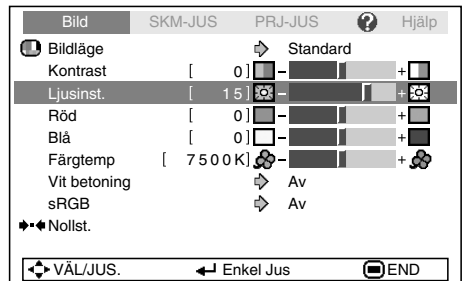 Bild SKM-JUS PRJ-JUS ? Hjälp
Bildläge Standard
Kontrast [ 0] - +
Ljusinst. [ 15] - +
Röd [ 0] - +
Blå [ 0] - +
Färgtemp [ 7500K] - +
Vit betoning Av
sRGB Av
Nollst.
VÄL/JUS. Enkel Jus END